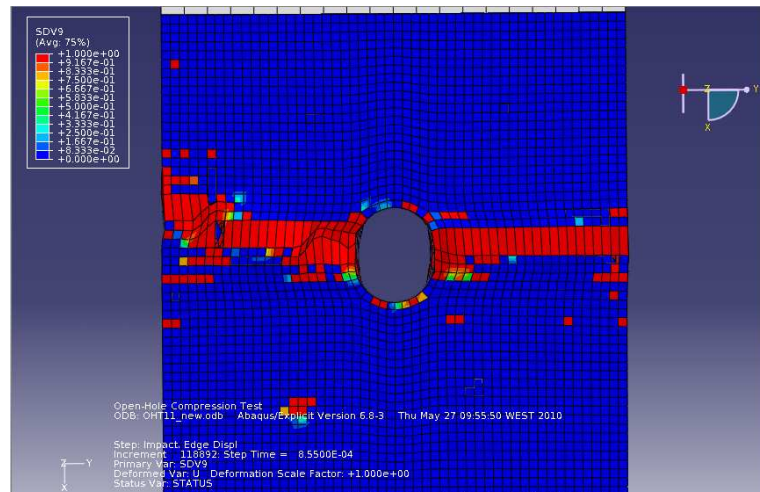 SDV9
(Avg: 75%)
+1.000e+00
+9.167e-01
+8.333e-01
+7.500e-01
+6.667e-01
+5.833e-01
+5.000e-01
+4.167e-01
+3.333e-01
+2.500e-01
+1.667e-01
+8.333e-02
+0.000e+00
Z Y
X
Open-Hole Compression Test
ODB: OHT11_new.odb Abaqus/Explicit Version 6.8-3 Thu May 27 09:55:50 WEST 2010
Step: Impact, Edge Displ
Increment 118892: Step Time = 8.5500E-04
Primary Var: SDV9
Deformed Var: U Deformation Scale Factor: +1.000e+00
Status Var: STATUS
Z Y
X